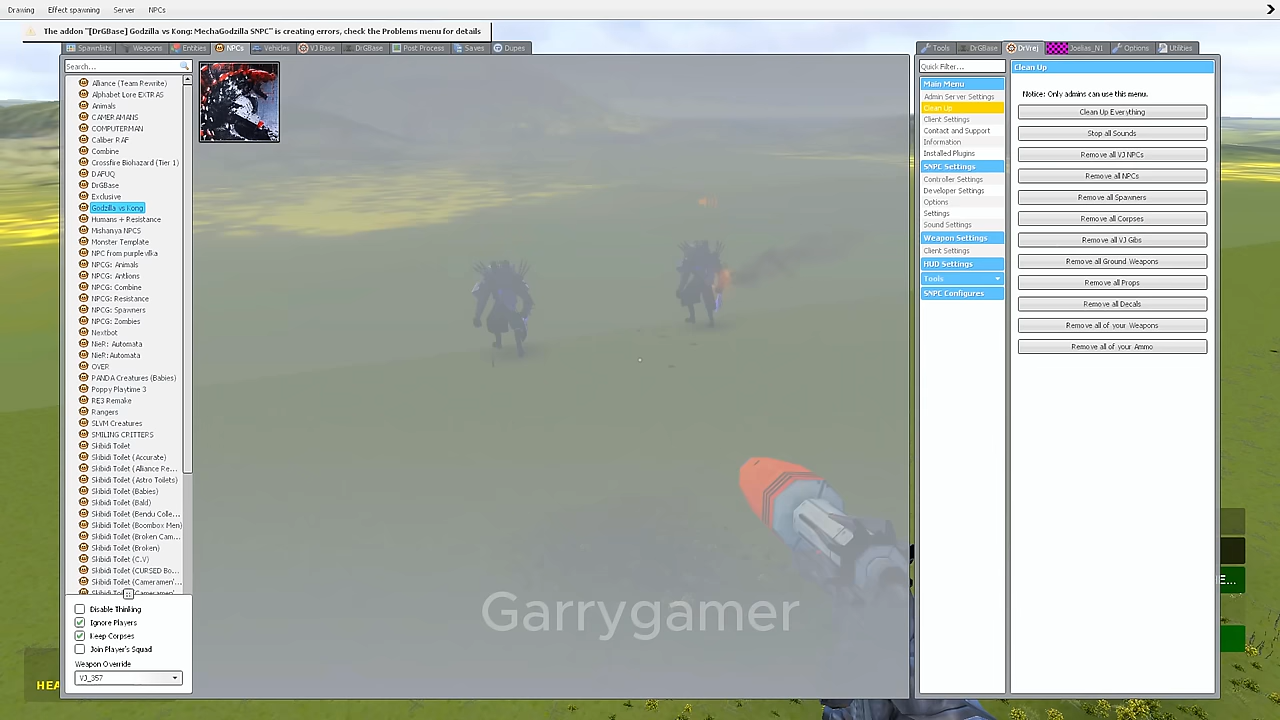 Drawing Effect spawning Server NPCs
The addon "[DrGBase] Godzilla vs Kong: MechaGodzilla SNPC" is creating errors, check the Problems menu for details
Spawnlists Weapons Entities NPCs Vehicles VJ Base DrGBase Post Process Saves Dupes
Search...
Alliance (Team Rewrite)
Alphabet Lore EXTRAS
Animals
CAMERAMANS
COMPUTERMAN
Caliber RAF
Combine
Crossfire Biohazard (Tier 1)
DAFUQ
DrGBase
Exclusive
Godzilla vs Kong
Humans + Resistance
Mishanya NPCS
Monster Template
NPC from purplevilka
NPCG: Animals
NPCG: Antlions
NPCG: Combine
NPCG: Resistance
NPCG: Spawners
NPCG: Zombies
Nextbot
NieR: Automata
NieR:Automata
OVER
PANDA Creatures (Babies)
Poppy Playtime 3
RE3 Remake
Rangers
SLVM Creatures
SMILING CRITTERS
Skibidi Toilet
Skibidi Toilet (Accurate)
Skibidi Toilet (Alliance Re...
Skibidi Toilet (Astro Toilets)
Skibidi Toilet (Babies)
Skibidi Toilet (Bald)
Skibidi Toilet (Bendu Colle...
Skibidi Toilet (Boombox Men)
Skibidi Toilet (Broken Cam...
Skibidi Toilet (Broken)
Skibidi Toilet (C.V)
Skibidi Toilet (CURSED Bo...
Skibidi Toilet (Cameramen'...
Disable Thinking
Ignore Players
Keep Corpses
Join Player's Squad
Weapon Override
VJ_357
HEA
Garrygamer
Tools DrGBase DrVrej Joelias_N1 Options Utilities
Quick Filter...
Main Menu
Admin Server Settings
Clean Up
Client Settings
Contact and Support
Information
Installed Plugins
SNPC Settings
Controller Settings
Developer Settings
Options
Settings
Sound Settings
Weapon Settings
Client Settings
HUD Settings
Tools
SNPC Configures
Clean Up
Notice: Only admins can use this menu.
Clean Up Everything
Stop all Sounds
Remove all VJ NPCs
Remove all NPCs
Remove all Spawners
Remove all Corpses
Remove all VJ Gibs
Remove all Ground Weapons
Remove all Props
Remove all Decals
Remove all of your Weapons
Remove all of your Ammo
E...